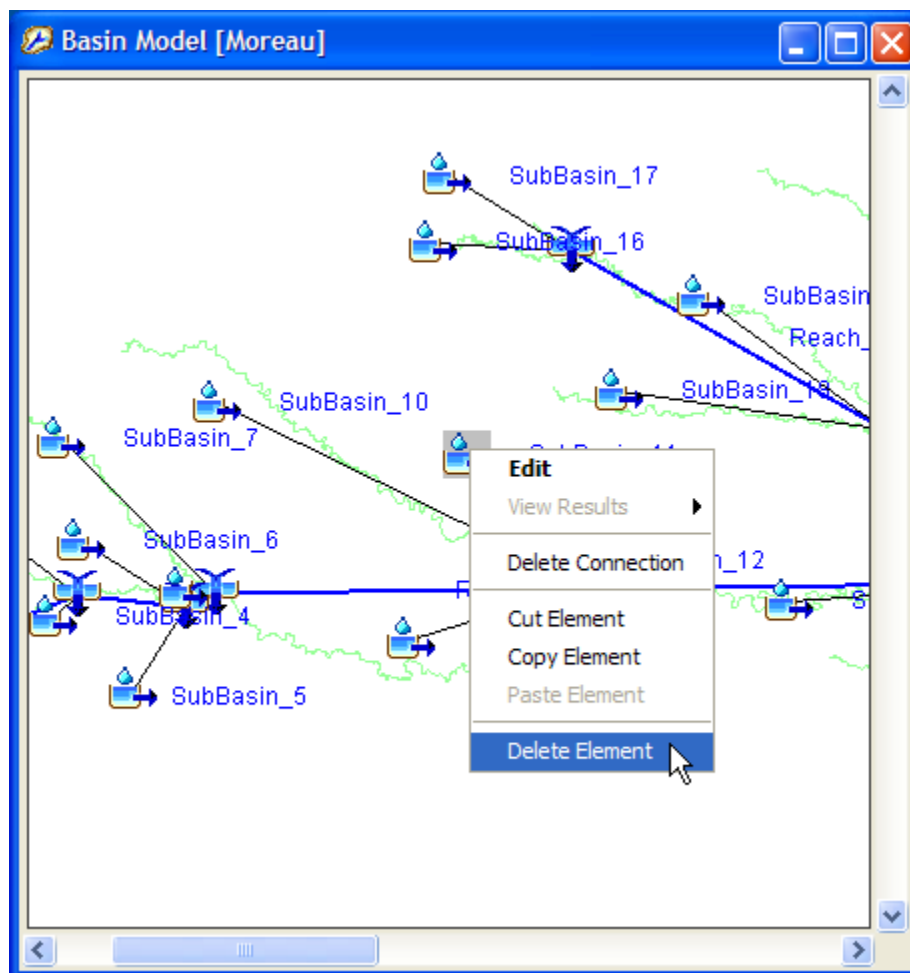 Basin Model [Moreau]
SubBasin_17
SubBasin_16
SubBasin
Reach_
SubBasin_10
SubBasin_7
Edit
View Results
Delete Connection
SubBasin_6
n_12
Cut Element
SubBasin_4
Copy Element
SubBasin_5
Paste Element
Delete Element